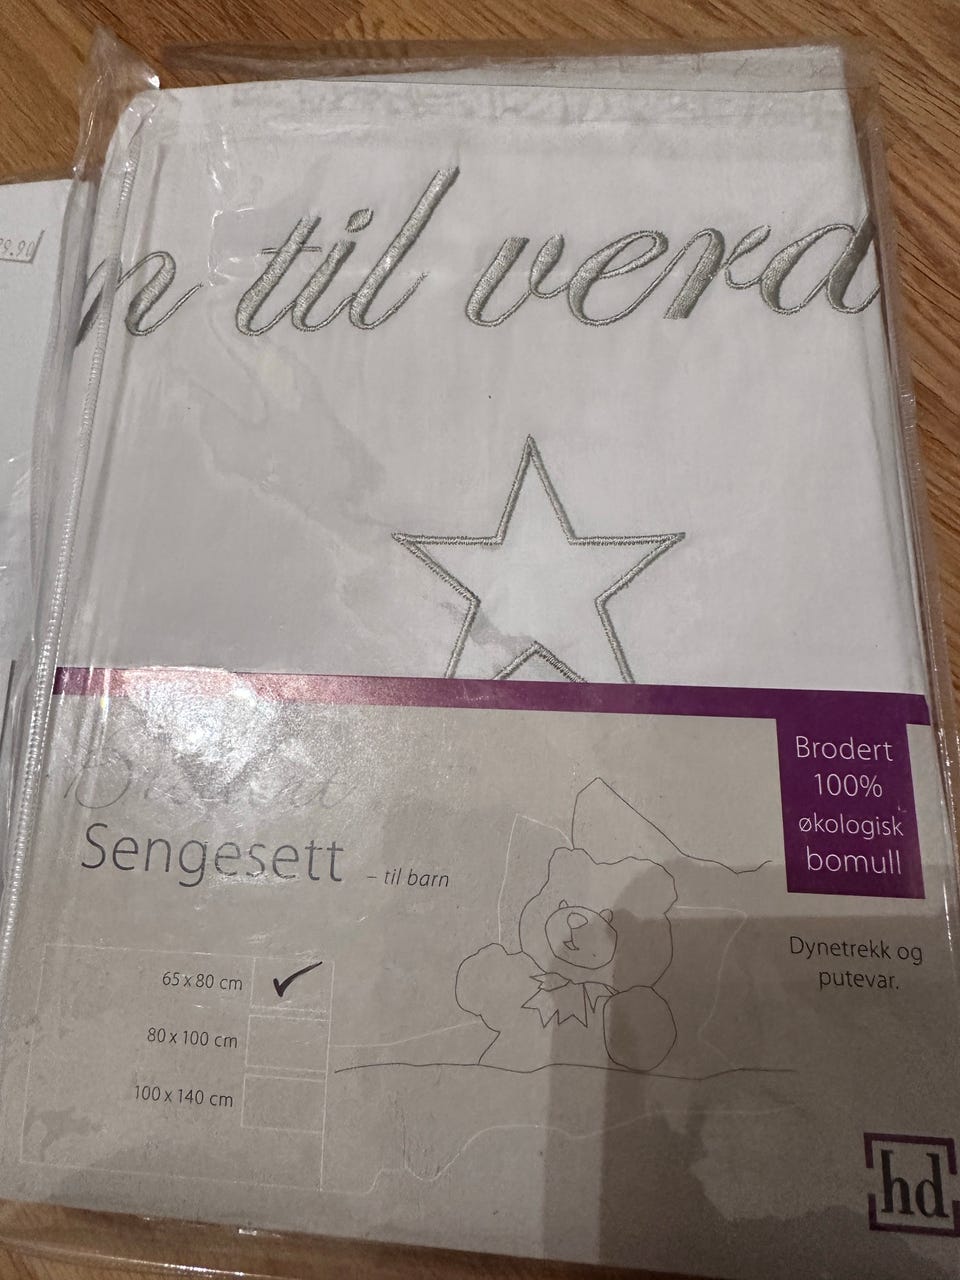 n til verd
Brodert
Sengesett – til barn
Brodert
100%
økologisk
bomull
Dynetrekk og
putevar.
65 x 80 cm
80 x 100 cm
100 x 140 cm
hd